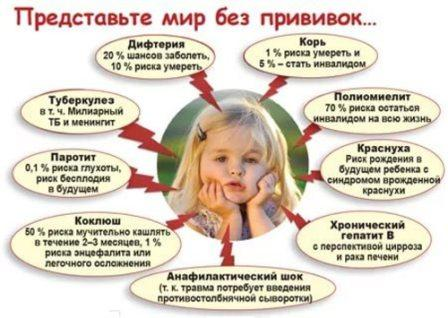 Представьте мир без прививок...
Дифтерия
20 % шансов заболеть,
10 % риска умереть
Корь
1 % риска умереть и
5 % – стать инвалидом
Туберкулез
в т. ч. Милиарный
ТБ и менингит
Полиомиелит
70 % риска остаться
инвалидом на всю жизнь
Паротит
0,1 % риска глухоты,
риск бесплодия
в будущем
Краснуха
Риск рождения в
будущем ребенка с
синдромом врожденной
краснухи
Коклюш
50 % риска мучительно кашлять
в течение 2–3 месяцев, 1 %
риска энцефалита или
легочного осложнения
Хронический
гепатит В
с перспективой цирроза
и рака печени
Анафилактический шок
(т. к. травма потребует введения
противостолбнячной сыворотки)